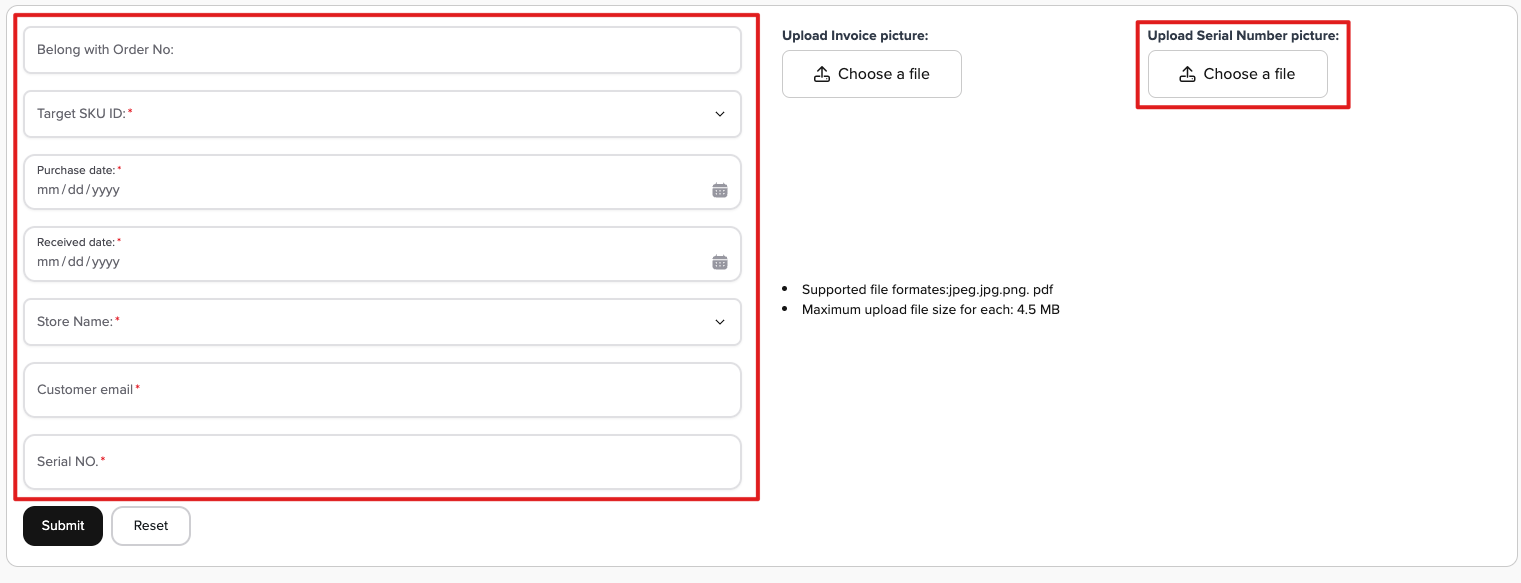 Belong with Order No:
Target SKU ID:*
Purchase date:*
mm/dd/yyyy
Received date:*
mm/dd/yyyy
Store Name:*
Customer email*
Serial NO.*
Submit
Reset
Upload Invoice picture:
Choose a file
Upload Serial Number picture:
Choose a file
Supported file formates:jpeg.jpg.png. pdf
Maximum upload file size for each: 4.5 MB